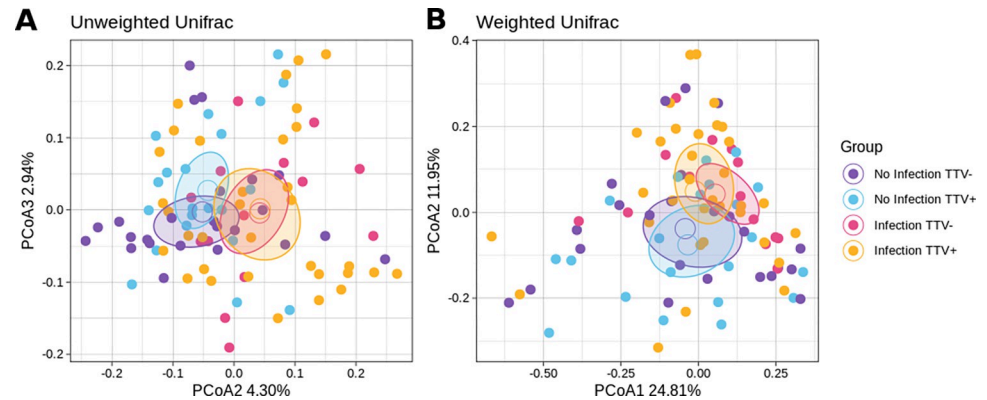 A Unweighted Unifrac
0.2
0.1
0.0
-0.1
-0.2
PCoA3 2.94%
-0.2 -0.1 0.0 0.1 0.2
PCoA2 4.30%
B Weighted Unifrac
0.4
0.2
0.0
-0.2
PCoA2 11.95%
-0.50 -0.25 0.00 0.25
PCoA1 24.81%
Group
No Infection TTV-
No Infection TTV+
Infection TTV-
Infection TTV+